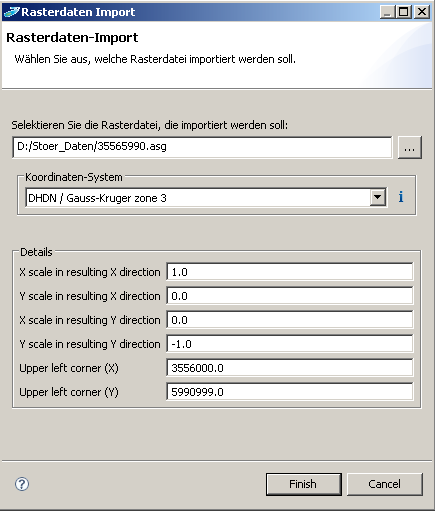 Rasterdaten Import
Rasterdaten-Import
Wählen Sie aus, welche Rasterdatei importiert werden soll.
Selektieren Sie die Rasterdatei, die importiert werden soll:
D:/Stoer_Daten/35565990.asg
...
Koordinaten-System
DHDN / Gauss-Kruger zone 3
i
Details
X scale in resulting X direction 1.0
Y scale in resulting X direction 0.0
X scale in resulting Y direction 0.0
Y scale in resulting Y direction -1.0
Upper left corner (X) 3556000.0
Upper left corner (Y) 5990999.0
?
Finish Cancel